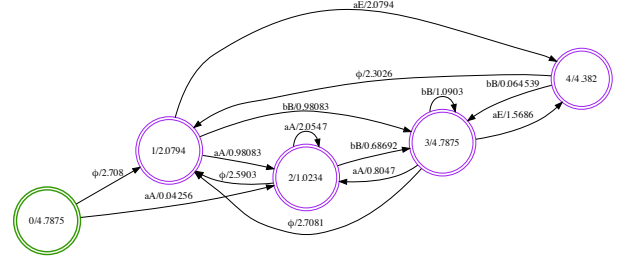 aE/2.0794
4/4.382
ϕ/2.3026
bB/0.064539
bB/1.0903
bB/0.98083
aE/1.5686
aA/2.0547
1/2.0794
3/4.7875
bB/0.68692
aA/0.98083
aA/0.8047
ϕ/2.708
ϕ/2.5903
2/1.0234
aA/0.04256
0/4.7875
ϕ/2.7081